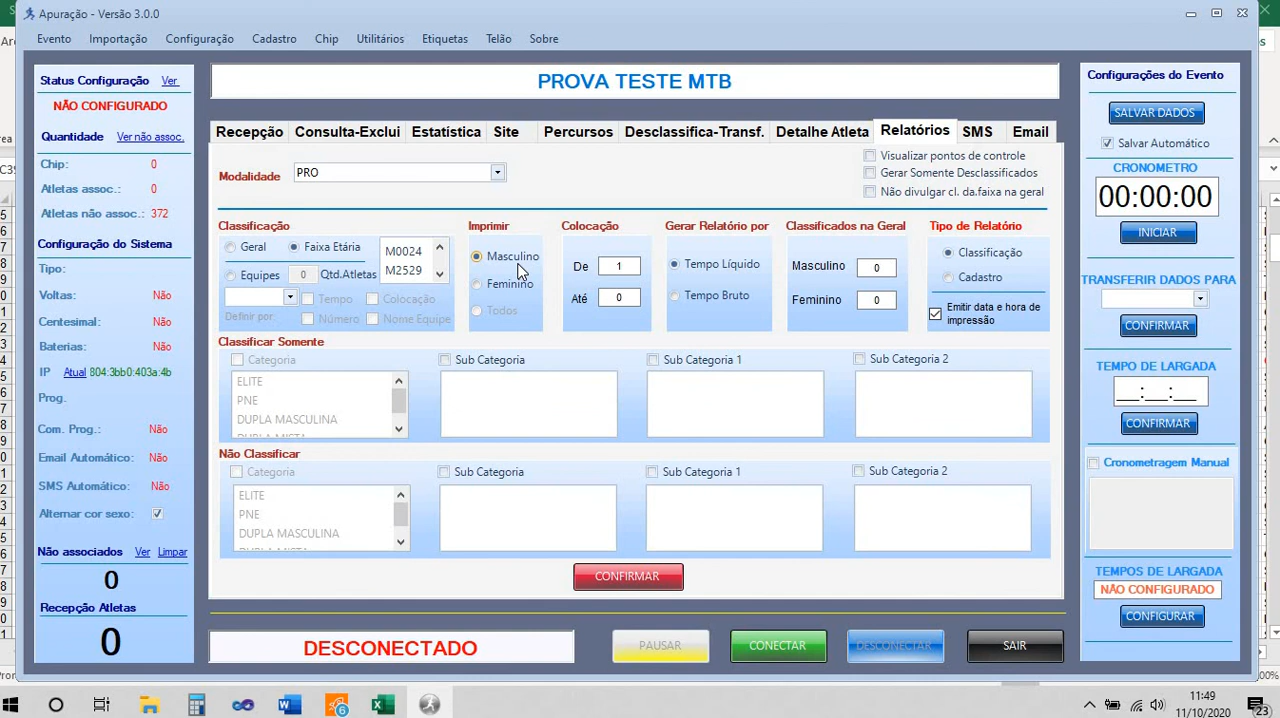 Apuração - Versão 3.0.0
Evento Importação Configuração Cadastro Chip Utilitários Etiquetas Telão Sobre
Status Configuração Ver
NÃO CONFIGURADO
Quantidade Ver não assoc.
Chip: 0
Atletas assoc.: 0
Atletas não assoc.: 372
Configuração do Sistema
Tipo:
Voltas: Não
Centesimal: Não
Baterias: Não
IP Atual 804:3bb0:403a:4b
Prog.
Com. Prog.: Não
Email Automático: Não
SMS Automático: Não
Alternar cor sexo:
Não associados Ver Limpar
0
Recepção Atletas
0
PROVA TESTE MTB
Recepção Consulta-Exclui Estatistica Site Percursos Desclassifica-Transf. Detalhe Atleta Relatórios SMS Email
Modalidade PRO
Visualizar pontos de controle
Gerar Somente Desclassificados
Não divulgar cl. da.faixa na geral
Classificação Imprimir Colocação Gerar Relatório por Classificados na Geral Tipo de Relatório
Geral Faixa Etária M0024
M2529
Equipes 0 Qtd.Atletas
Tempo Colocação
Definir por: Número Nome Equipe
Masculino
Feminino
Todos
De 1
Até 0
Tempo Líquido
Tempo Bruto
Masculino 0
Feminino 0
Classificação
Cadastro
Emitir data e hora de
impressão
Classificar Somente
Categoria Sub Categoria Sub Categoria 1 Sub Categoria 2
ELITE
PNE
DUPLA MASCULINA
DUPLA MISTA
Não Classificar
Categoria Sub Categoria Sub Categoria 1 Sub Categoria 2
ELITE
PNE
DUPLA MASCULINA
DUPLA MISTA
CONFIRMAR
DESCONECTADO PAUSAR CONECTAR DESCONECTAR SAIR
Configurações do Evento
SALVAR DADOS
Salvar Automático
CRONOMETRO
00:00:00
INICIAR
TRANSFERIR DADOS PARA
CONFIRMAR
TEMPO DE LARGADA
__:__:__
CONFIRMAR
Cronometragem Manual
TEMPOS DE LARGADA
NÃO CONFIGURADO
CONFIGURAR
6
11:49
11/10/2020
23